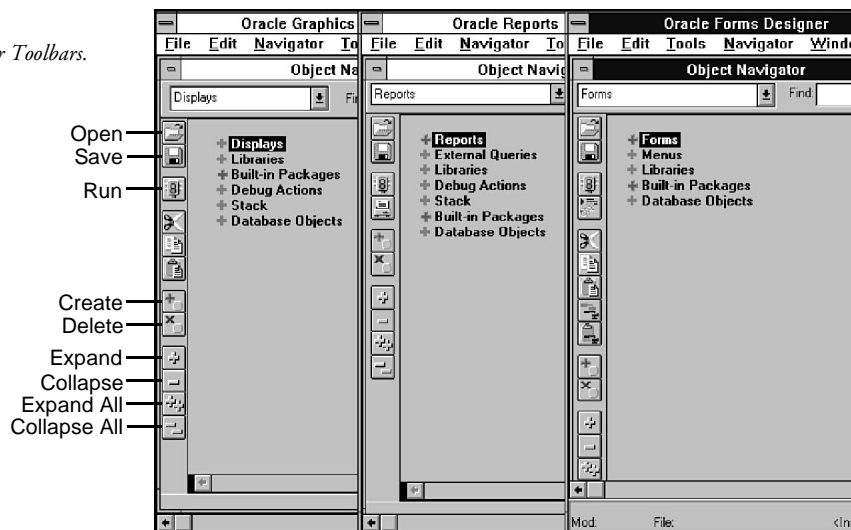 r Toolbars.
Open
Save
Run
Create
Delete
Expand
Collapse
Expand All
Collapse All
Oracle Graphics
File Edit Navigator To
Object Na
Displays
Fi
Displays
Libraries
Built-in Packages
Debug Actions
Stack
Database Objects
Oracle Reports
File Edit Navigator To
Object Navig
Reports
Reports
External Queries
Libraries
Debug Actions
Stack
Built-in Packages
Database Objects
Oracle Forms Designer
File Edit Tools Navigator Wind
Object Navigator
Forms
Find:
Forms
Menus
Libraries
Built-in Packages
Database Objects
Mod: File: <In